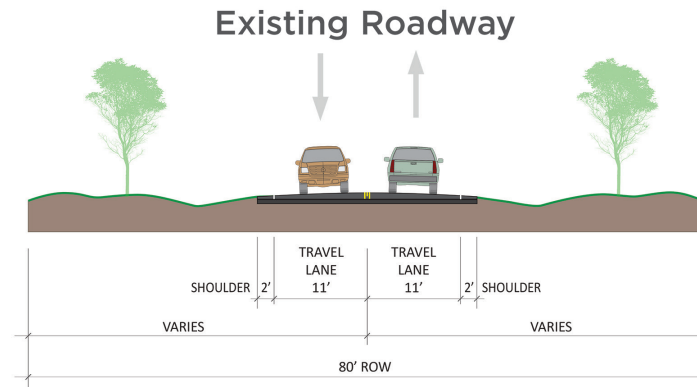 Existing Roadway
TRAVEL
LANE
11'
TRAVEL
LANE
11'
SHOULDER 2'
2' SHOULDER
VARIES
VARIES
80' ROW